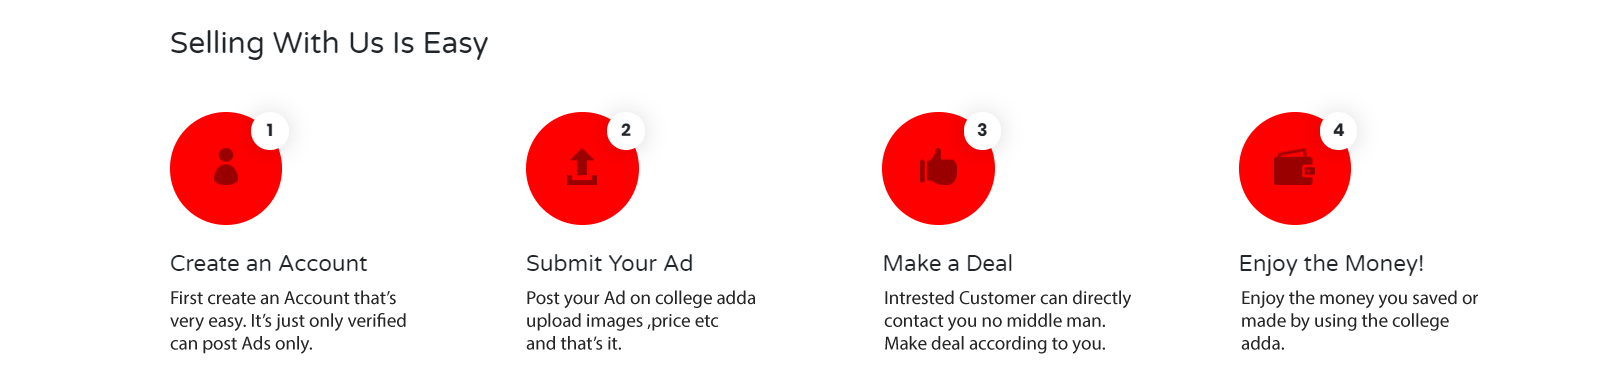 Selling With Us Is Easy
1
2
3
4
Create an Account
First create an Account that's
very easy. It's just only verified
can post Ads only.
Submit Your Ad
Post your Ad on college adda
upload images ,price etc
and that's it.
Make a Deal
Intrested Customer can directly
contact you no middle man.
Make deal according to you.
Enjoy the Money!
Enjoy the money you saved or
made by using the college
adda.